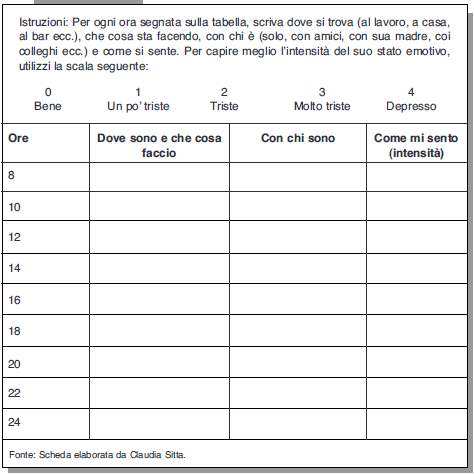 Istruzioni: Per ogni ora segnata sulla tabella, scriva dove si trova (al lavoro, a casa,
al bar ecc.), che cosa sta facendo, con chi è (solo, con amici, con sua madre, coi
colleghi ecc.) e come si sente. Per capire meglio l'intensità del suo stato emotivo,
utilizzi la scala seguente:
0 1 2 3 4
Bene Un po' triste Triste Molto triste Depresso
Ore Dove sono e che cosa Con chi sono Come mi sento
faccio (intensità)
8
10
12
14
16
18
20
22
24
Fonte: Scheda elaborata da Claudia Sitta.